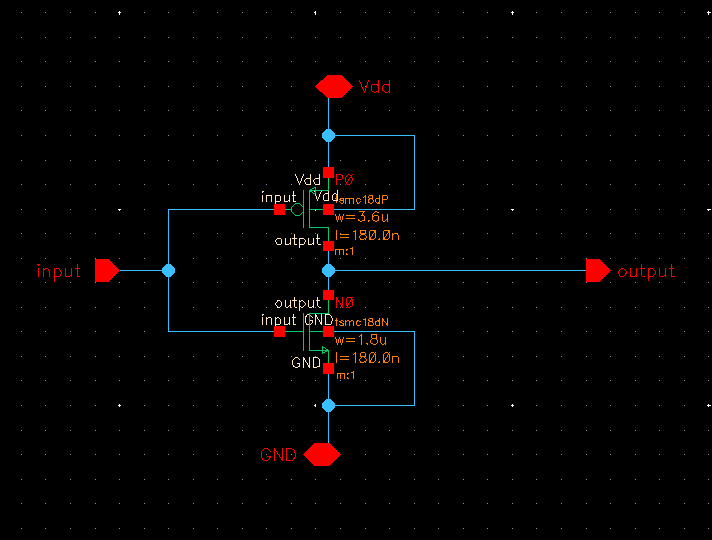 Vdd
Vdd
P0
input
Vdd
tsmc18dP
w=3.6u
l=180.0n
output
m:1
input
output
output
N0
input
GND
tsmc18dN
w=1.8u
l=180.0n
GND
m:1
GND